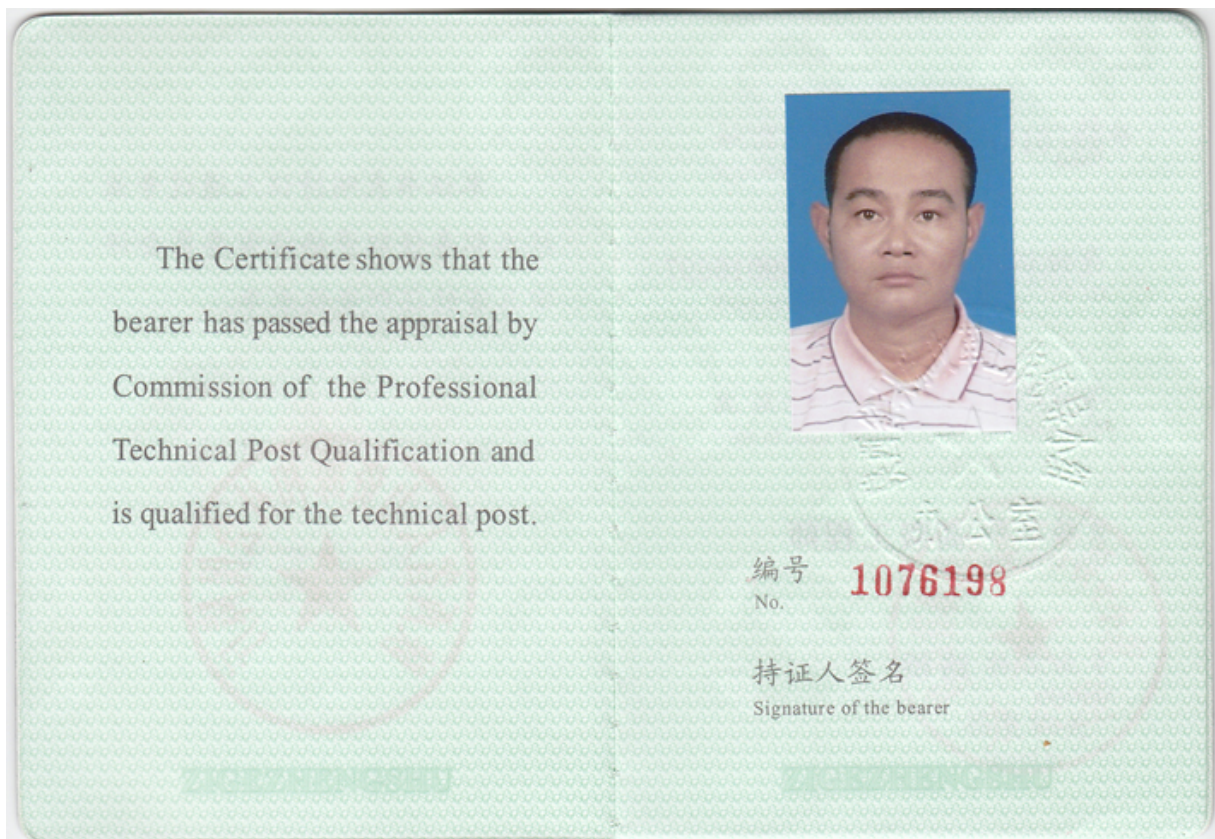 The Certificate shows that the
bearer has passed the appraisal by
Commission of the Professional
Technical Post Qualification and
is qualified for the technical post.
ZIGEZHENGSHU
办公室
编号
No.
1076198
持证人签名
Signature of the bearer
ZIGEZHENGSHU